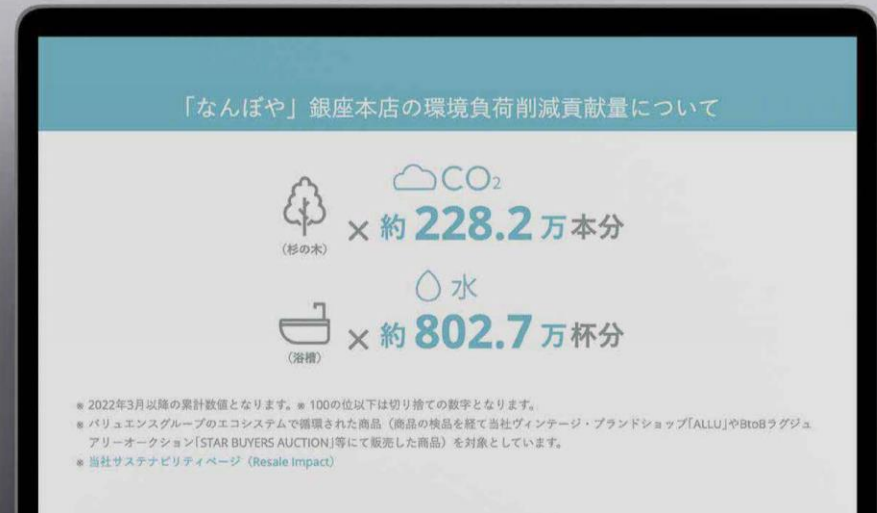 「なんぼや」銀座本店の環境負荷削減貢献量について
CO₂
(杉の木) × 約 228.2 万本分
水
(浴槽) × 約 802.7 万杯分
※ 2022年3月以降の累計数値となります。※ 100の位以下は切り捨ての数字となります。
※ バリュエンスグループのエコシステムで循環された商品（商品の検品を経て当社ヴィンテージ・ブランドショップ「ALLU」やBtoBラグジュ
アリーオークション「STAR BUYERS AUCTION」等にて販売した商品）を対象としています。
※ 当社サステナビリティページ（Resale Impact）